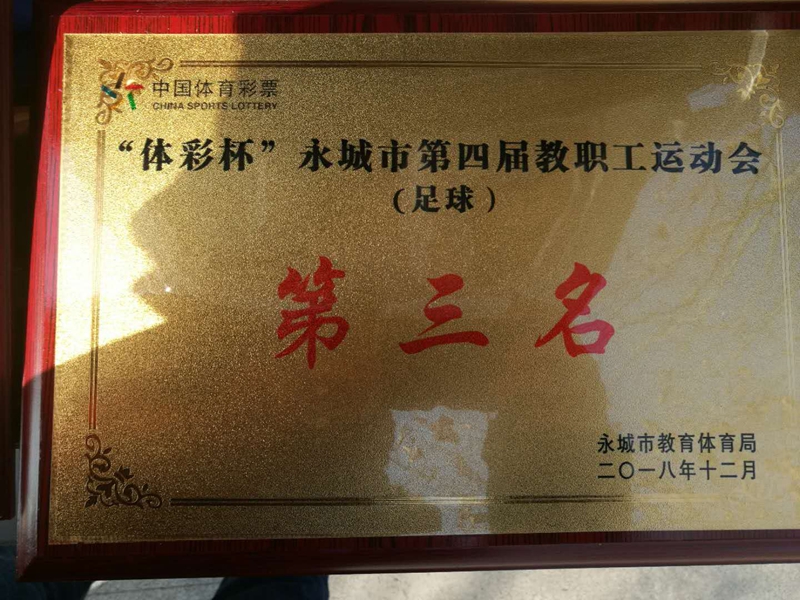 中国体育彩票
CHINA SPORTS LOTTERY
“体彩杯”永城市第四届教职工运动会
(足球)
第三名
永城市教育体育局
二〇一八年十二月